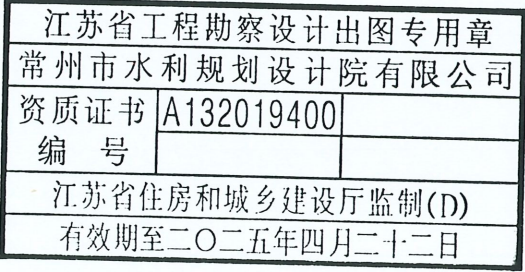 江苏省工程勘察设计出图专用章
常州市水利规划设计院有限公司
资质证书 A132019400
编号
江苏省住房和城乡建设厅监制(D)
有效期至二〇二五年四月二十二日